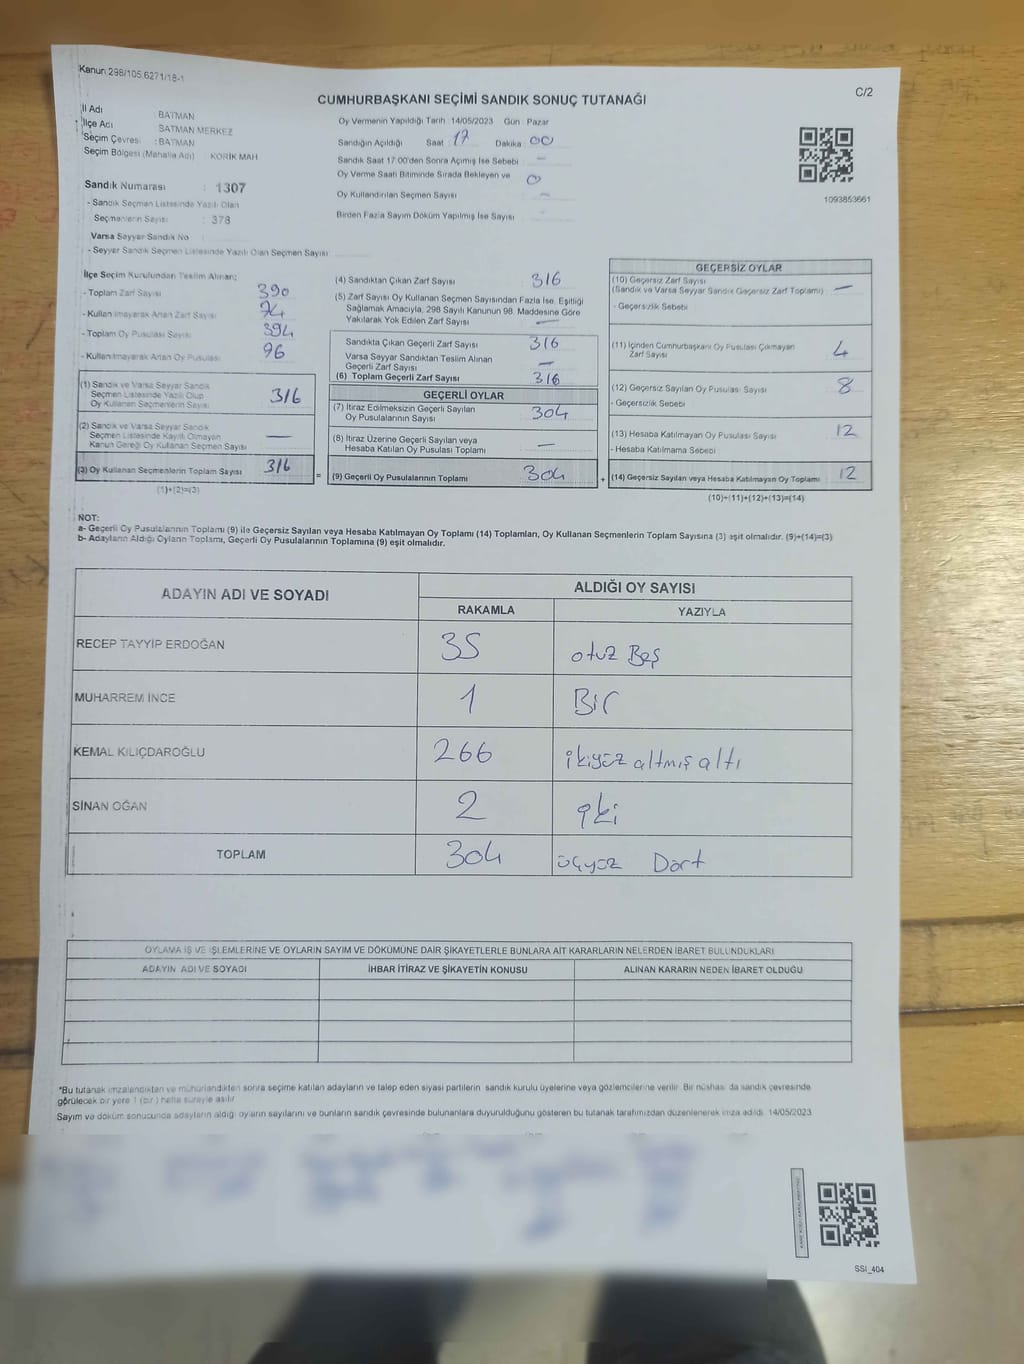 Kanun 298/105.6271/18-1
C/2
CUMHURBAŞKANI SEÇİMİ SANDIK SONUÇ TUTANAĞI
İl Adı BATMAN
İlçe Adı BATMAN MERKEZ
Seçim Çevresi : BATMAN
Seçim Bölgesi (Mahalle Adı) KORİK MAH
Sandık Numarası : 1307
- Sandık Seçmen Listesinde Yazılı Olan
Seçmenlerin Sayısı : 378
Varsa Seyyar Sandık No
- Seyyar Sandık Seçmen Listesinde Yazılı Olan Seçmen Sayısı
Oy Vermenin Yapıldığı Tarih :14/05/2023 Gün : Pazar
Sandığın Açıldığı Saat 17 Dakika 00
Sandık Saat 17:00'den Sonra Açımış İse Sebebi —
Oy Verme Saati Bitiminde Sırada Bekleyen ve 0
Oy Kullandırılan Seçmen Sayısı
Birden Fazla Sayım Döküm Yapılmış İse Sayısı
1093853661
İlçe Seçim Kurulundan Teslim Alınan;
- Toplam Zarf Sayısı 390
- Kullanılmayarak Artan Zarf Sayısı 74
- Toplam Oy Pusulası Sayısı 394
- Kullanılmayarak Artan Oy Pusulası 96
(1) Sandık ve Varsa Seyyar Sandık
Seçmen Listesinde Yazılı Olup
Oy Kullanan Seçmenlerin Sayısı 316
(2) Sandık ve Varsa Seyyar Sandık
Seçmen Listesinde Kayıtlı Olmayan
Kanun Gereği Oy Kullanan Seçmen Sayısı —
(3) Oy Kullanan Seçmenlerin Toplam Sayısı 316
(1)+(2)=(3)
(4) Sandıktan Çıkan Zarf Sayısı 316
(5) Zarf Sayısı Oy Kullanan Seçmen Sayısından Fazla İse, Eşitliği
Sağlamak Amacıyla, 298 Sayılı Kanunun 98. Maddesine Göre
Yakılarak Yok Edilen Zarf Sayısı —
Sandıkta Çıkan Geçerli Zarf Sayısı 316
Varsa Seyyar Sandıktan Teslim Alınan
Geçerli Zarf Sayısı —
(6) Toplam Geçerli Zarf Sayısı 316
GEÇERLİ OYLAR
(7) İtiraz Edilmeksizin Geçerli Sayılan
Oy Pusulalarının Sayısı 304
(8) İtiraz Üzerine Geçerli Sayılan veya
Hesaba Katılan Oy Pusulası Toplamı —
= (9) Geçerli Oy Pusulalarının Toplamı 304
GEÇERSİZ OYLAR
(10) Geçersiz Zarf Sayısı
(Sandık ve Varsa Seyyar Sandık Geçersiz Zarf Toplamı) —
- Geçersizlik Sebebi
(11) İçinden Cumhurbaşkanı Oy Pusulası Çıkmayan
Zarf Sayısı 4
(12) Geçersiz Sayılan Oy Pusulası Sayısı 8
- Geçersizlik Sebebi
(13) Hesaba Katılmayan Oy Pusulası Sayısı 12
- Hesaba Katılmama Sebebi
+ (14) Geçersiz Sayılan veya Hesaba Katılmayan Oy Toplamı 12
(10)+(11)+(12)+(13)=(14)
NOT:
a- Geçerli Oy Pusulalarının Toplamı (9) ile Geçersiz Sayılan veya Hesaba Katılmayan Oy Toplamı (14) Toplamları, Oy Kullanan Seçmenlerin Toplam Sayısına (3) eşit olmalıdır. (9)+(14)=(3)
b- Adayların Aldığı Oyların Toplamı, Geçerli Oy Pusulalarının Toplamına (9) eşit olmalıdır.
ADAYIN ADI VE SOYADI ALDIĞI OY SAYISI
RAKAMLA YAZIYLA
RECEP TAYYİP ERDOĞAN 35 otuz Beş
MUHARREM İNCE 1 Bir
KEMAL KILIÇDAROĞLU 266 ikiyüz altmış altı
SİNAN OĞAN 2 iki
TOPLAM 304 üçyüz Dört
OYLAMA İŞ VE İŞLEMLERİNE VE OYLARIN SAYIM VE DÖKÜMÜNE DAİR ŞİKAYETLERLE BUNLARA AİT KARARLARIN NELERDEN İBARET BULUNDUKLARI
ADAYIN ADI VE SOYADI İHBAR İTİRAZ VE ŞİKAYETİN KONUSU ALINAN KARARIN NEDEN İBARET OLDUĞU
*Bu tutanak imzalandıktan ve mühürlandıkten sonra seçime katılan adayların ve talep eden siyasi partilerin sandık kurulu üyelerine veya gözlemcilerine verilir. Bir nüshası da sandık çevresinde
görülecek bir yere 1 (bir) hafta süreyle asılır
Sayım ve döküm sonucunda adayların aldığı oyların sayılarını ve bunların sandık çevresinde bulunanlara duyurulduğunu gösteren bu tutanak tarafımızdan düzenlenerek imza edildi. 14/05/2023
SSI_404